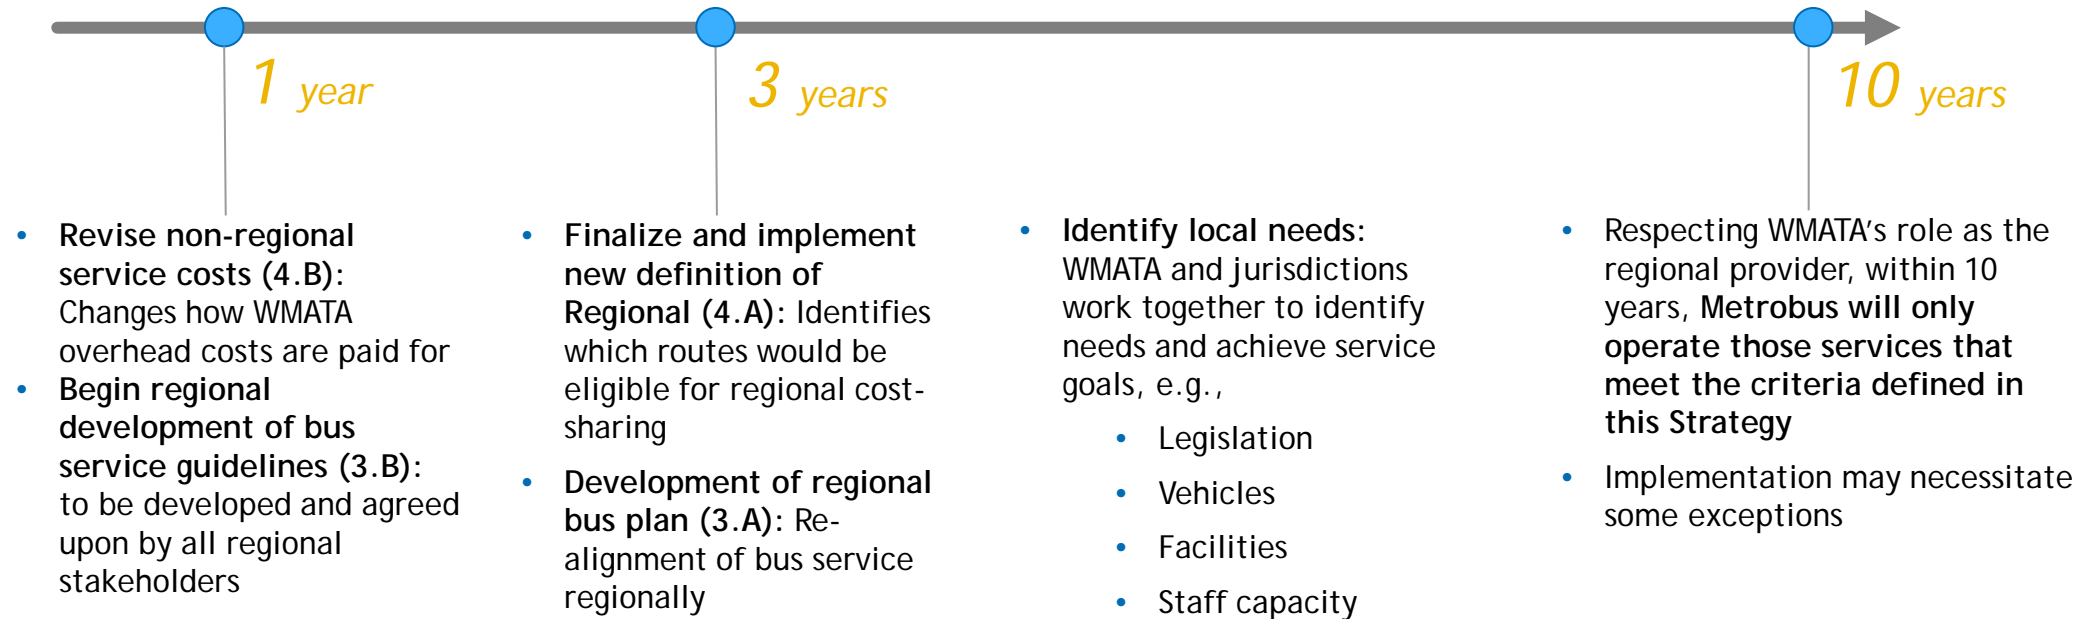 1 year
3 years
10 years
• Revise non-regional
service costs (4.B):
Changes how WMATA
overhead costs are paid for
• Begin regional
development of bus
service guidelines (3.B):
to be developed and agreed
upon by all regional
stakeholders
• Finalize and implement
new definition of
Regional (4.A): Identifies
which routes would be
eligible for regional cost-
sharing
• Development of regional
bus plan (3.A): Re-
alignment of bus service
regionally
• Identify local needs:
WMATA and jurisdictions
work together to identify
needs and achieve service
goals, e.g.,
• Legislation
• Vehicles
• Facilities
• Staff capacity
• Respecting WMATA's role as the
regional provider, within 10
years, Metrobus will only
operate those services that
meet the criteria defined in
this Strategy
• Implementation may necessitate
some exceptions